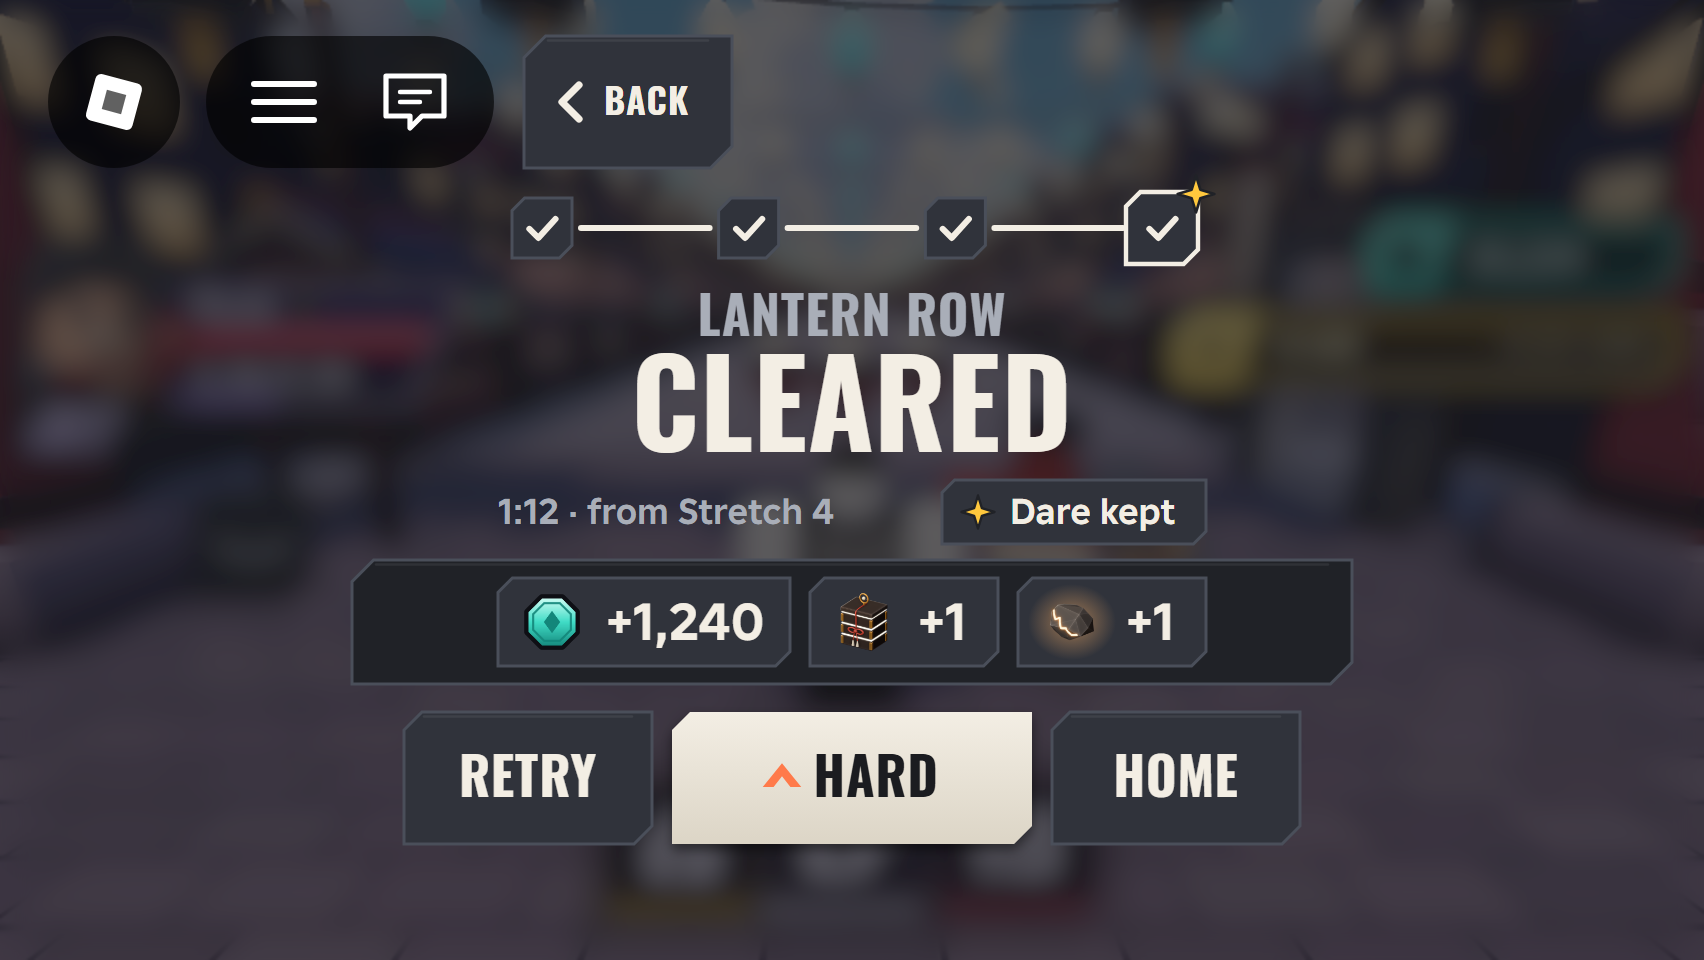 BACK
LANTERN ROW
CLEARED
1:12 · from Stretch 4
Dare kept
+1,240
+1
+1
RETRY
HARD
HOME